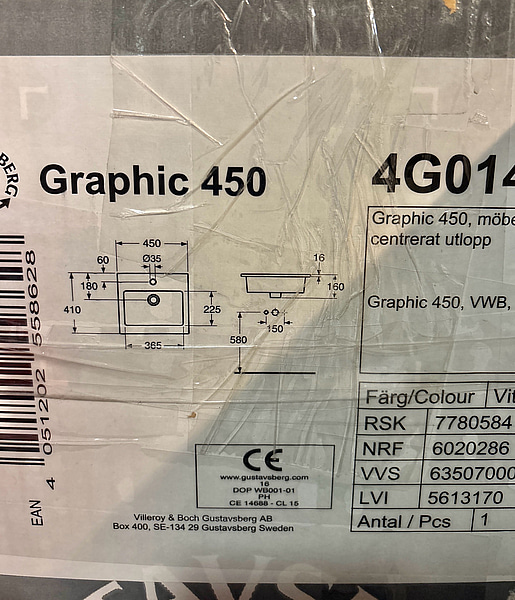 BERG
Graphic 450
4G014
Graphic 450, möbe
centrerat utlopp
Graphic 450, VWB,
450
Ø35
60
180
410
225
365
16
160
150
580
EAN 4 051202 558628
CE
www.gustavsberg.com
16
DOP WB001-01
PH
CE 14688 - CL 15
Villeroy & Boch Gustavsberg AB
Box 400, SE-134 29 Gustavsberg Sweden
Färg/Colour Vit
RSK 7780584
NRF 6020286
VVS 63507000
LVI 5613170
Antal / Pcs 1